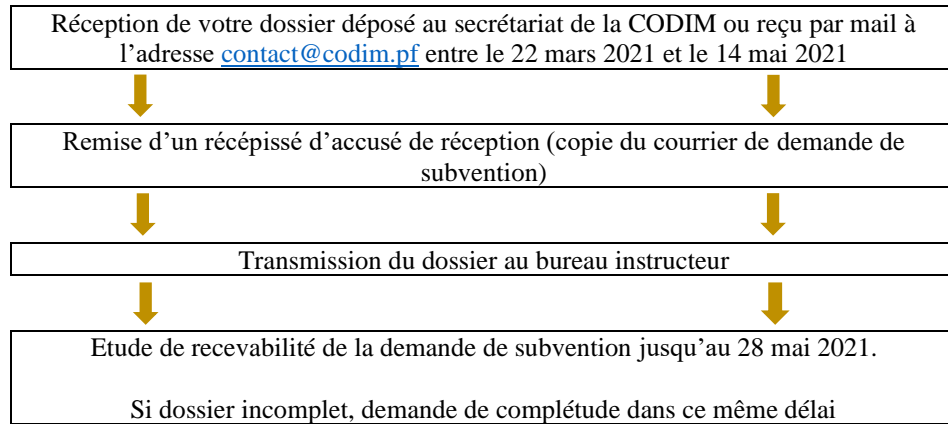 Réception de votre dossier déposé au secrétariat de la CODIM ou reçu par mail à
l'adresse contact@codim.pf entre le 22 mars 2021 et le 14 mai 2021
Remise d'un récépissé d'accusé de réception (copie du courrier de demande de
subvention)
Transmission du dossier au bureau instructeur
Etude de recevabilité de la demande de subvention jusqu'au 28 mai 2021.
Si dossier incomplet, demande de complétude dans ce même délai